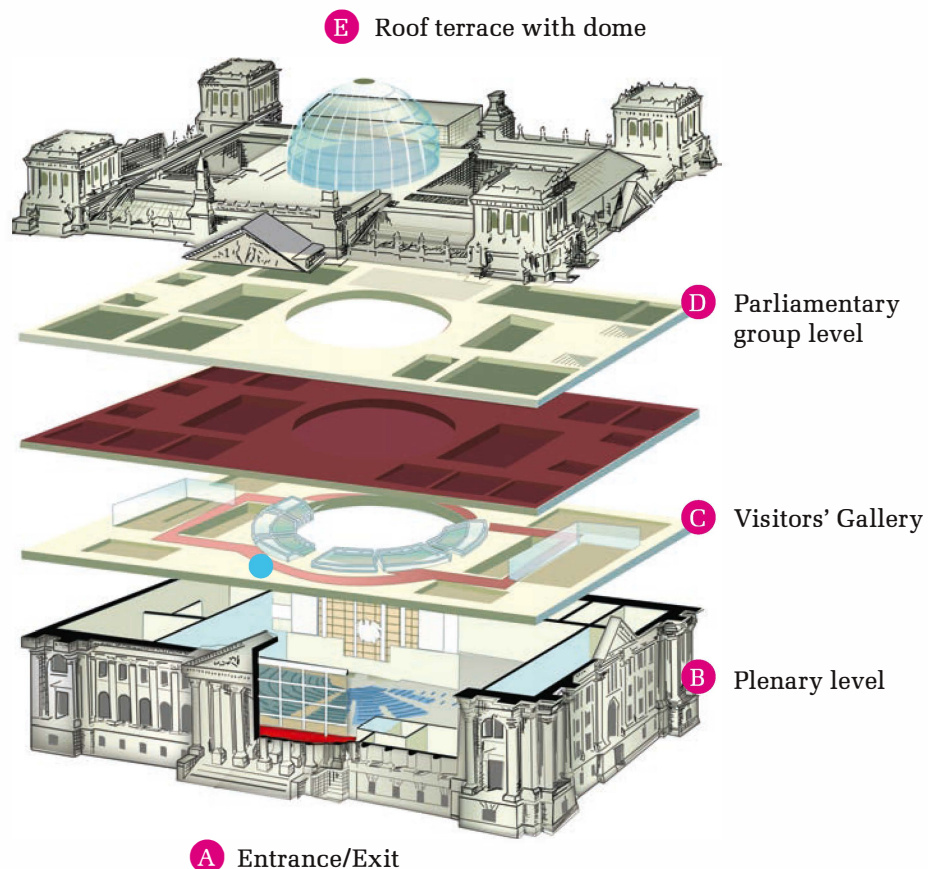 E Roof terrace with dome
D Parliamentary
group level
C Visitors’ Gallery
B Plenary level
A Entrance/Exit